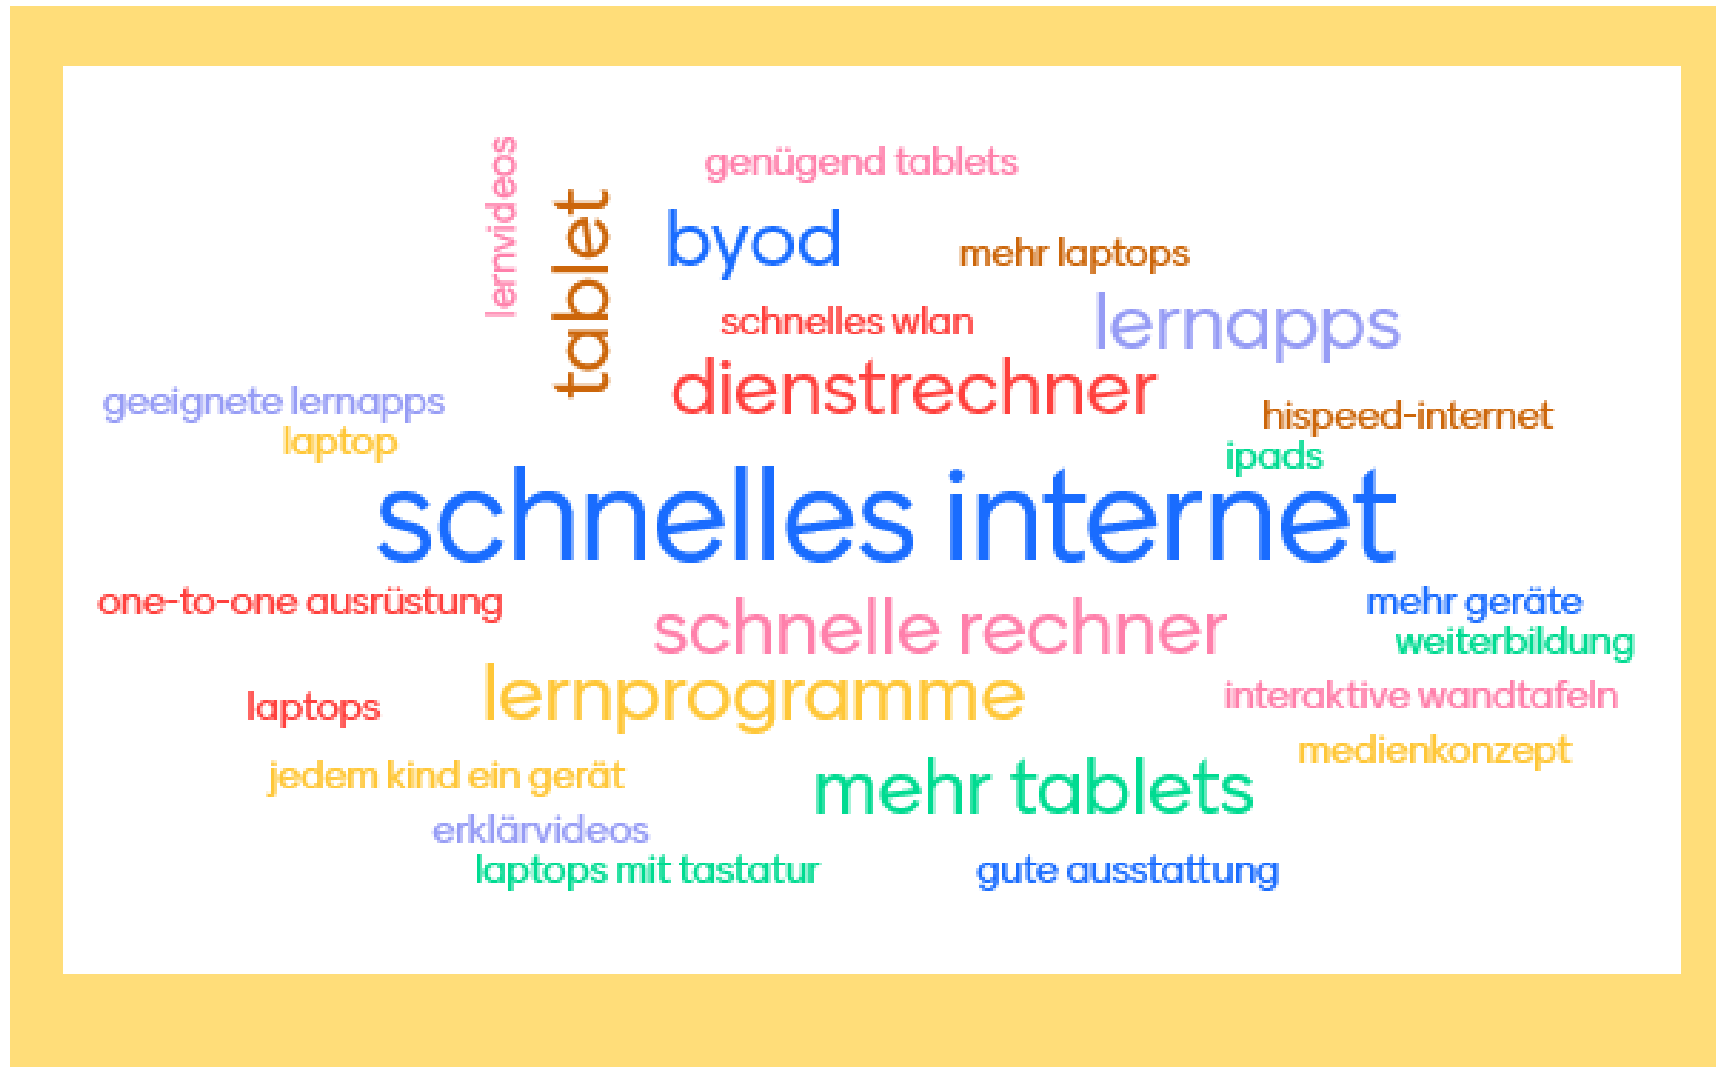 lernvideos
tablet
genügend tablets
byod
mehr laptops
schnelles wlan
lernapps
dienstrechner
geeignete lernapps
hispeed-internet
laptop
ipads
schnelles internet
one-to-one ausrüstung
mehr geräte
schnelle rechner
weiterbildung
lernprogramme
interaktive wandtafeln
laptops
medienkonzept
jedem kind ein gerät
mehr tablets
erklärvideos
laptops mit tastatur
gute ausstattung